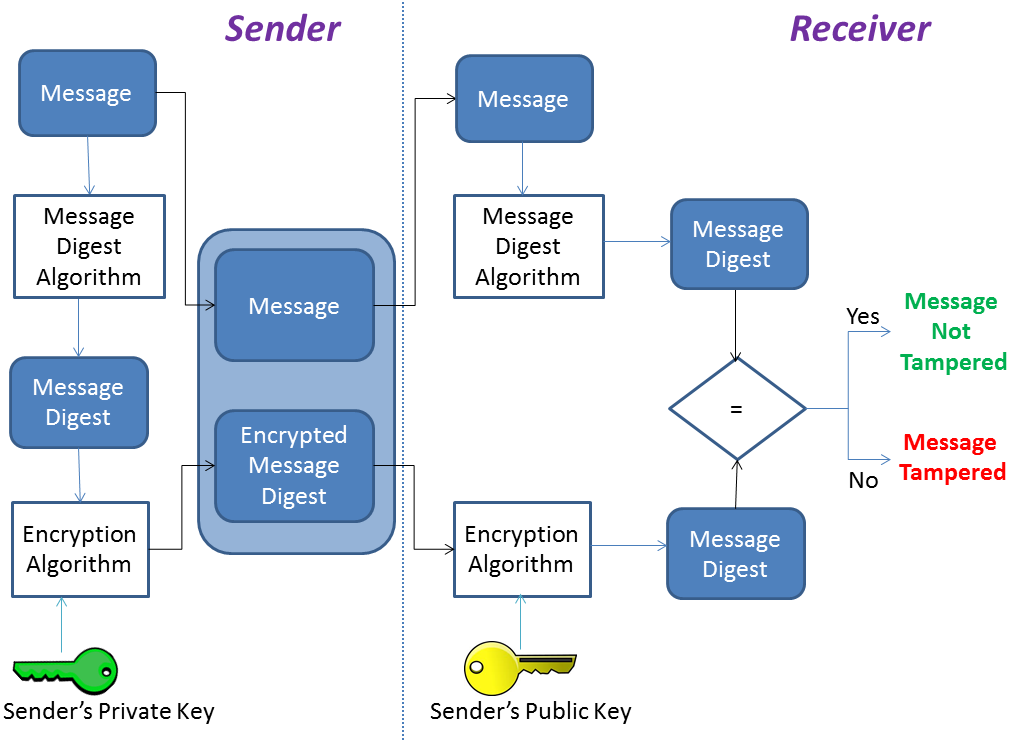 Sender
Receiver
Message
Message
Digest
Algorithm
Message
Digest
Encryption
Algorithm
Sender’s Private Key
Message
Encrypted
Message
Digest
Message
Message
Digest
Algorithm
Message
Digest
=
Yes
Message
Not
Tampered
No
Message
Tampered
Encryption
Algorithm
Message
Digest
Sender’s Public Key